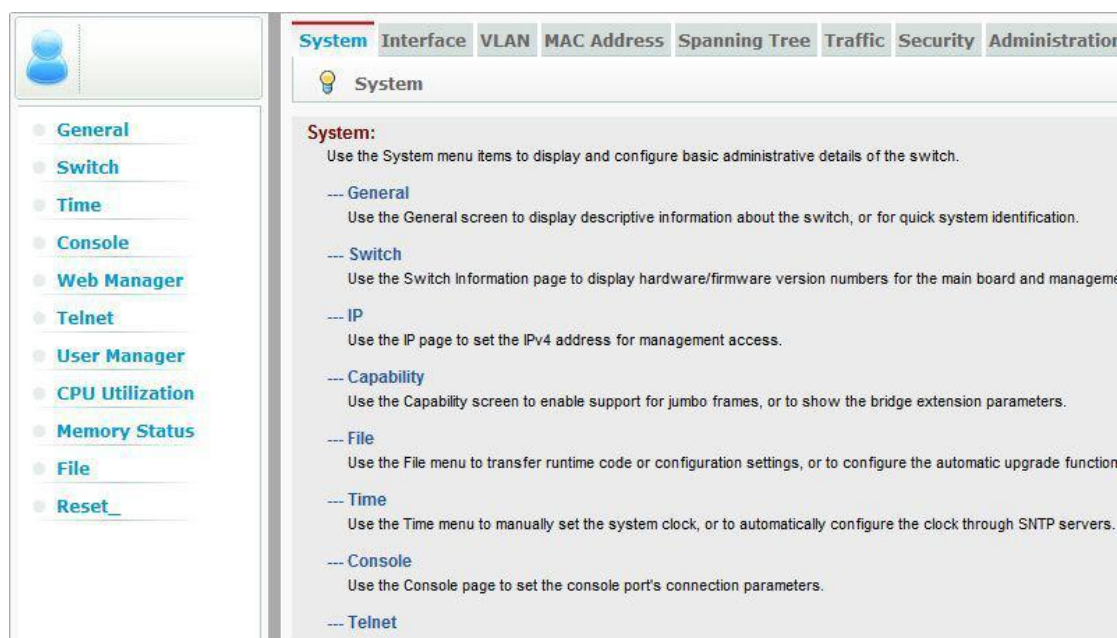 System Interface VLAN MAC Address Spanning Tree Traffic Security Administration
System
General
Switch
Time
Console
Web Manager
Telnet
User Manager
CPU Utilization
Memory Status
File
Reset_
System:
Use the System menu items to display and configure basic administrative details of the switch.
--- General
Use the General screen to display descriptive information about the switch, or for quick system identification.
--- Switch
Use the Switch Information page to display hardware/firmware version numbers for the main board and manageme
--- IP
Use the IP page to set the IPv4 address for management access.
--- Capability
Use the Capability screen to enable support for jumbo frames, or to show the bridge extension parameters.
--- File
Use the File menu to transfer runtime code or configuration settings, or to configure the automatic upgrade function
--- Time
Use the Time menu to manually set the system clock, or to automatically configure the clock through SNTP servers.
--- Console
Use the Console page to set the console port's connection parameters.
--- Telnet